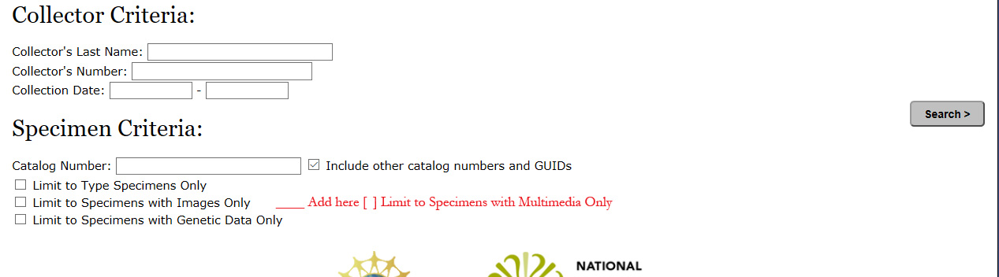 Collector Criteria:
Collector's Last Name:
Collector's Number:
Collection Date: -
Search >
Specimen Criteria:
Catalog Number: Include other catalog numbers and GUIDs
Limit to Type Specimens Only
Limit to Specimens with Images Only ____ Add here [ ] Limit to Specimens with Multimedia Only
Limit to Specimens with Genetic Data Only
NATIONAL